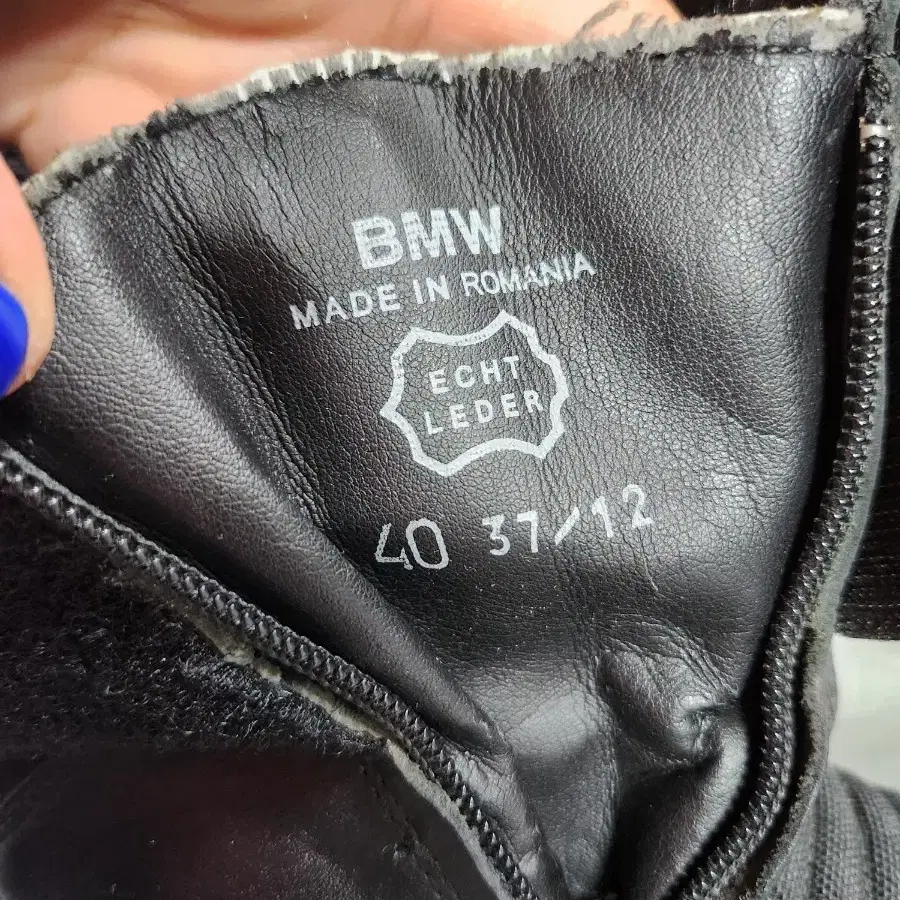 BMW
MADE IN ROMANIA
ECHT
LEDER
40 37/12